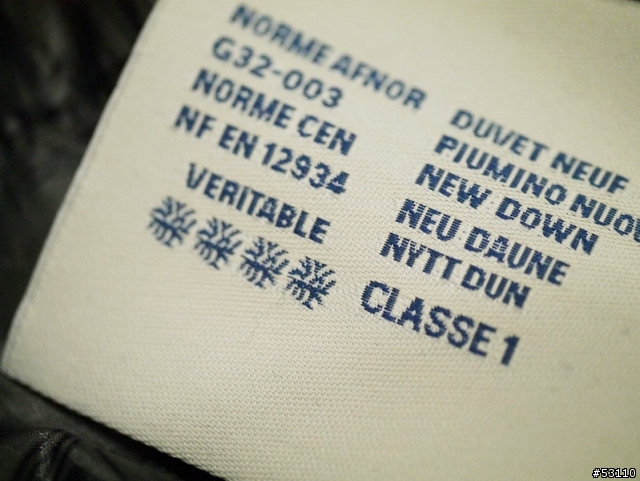 NORME AFNOR
G32-003
NORME CEN
NF EN 12934
VERITABLE
DUVET NEUF
PIUMINO
NEW DOWN
NEU DAUNE
NYTT DUN
CLASSE 1
#53110